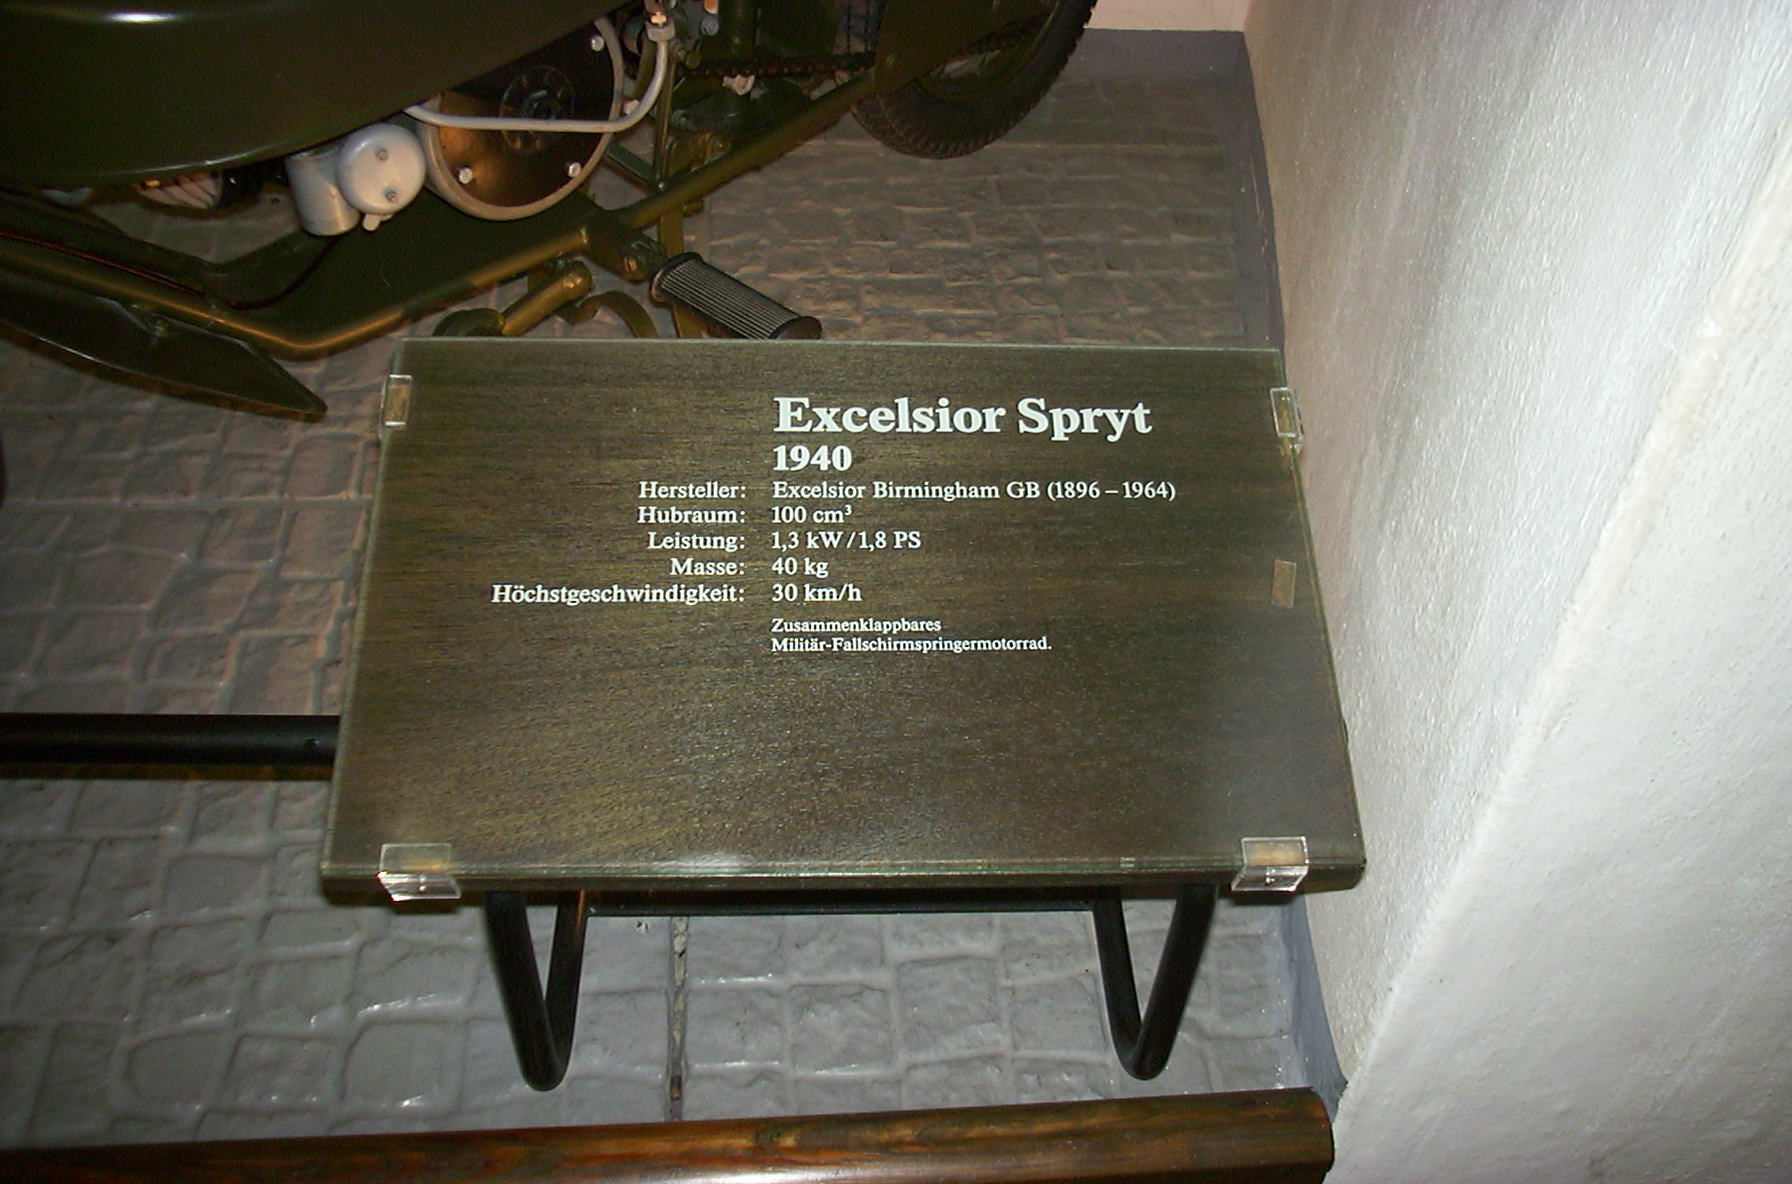 Excelsior Spryt
1940
Hersteller: Excelsior Birmingham GB (1896 – 1964)
Hubraum: 100 cm³
Leistung: 1,3 kW / 1,8 PS
Masse: 40 kg
Höchstgeschwindigkeit: 30 km/h
Zusammenklappbares
Militär-Fallschirmspringermotorrad.